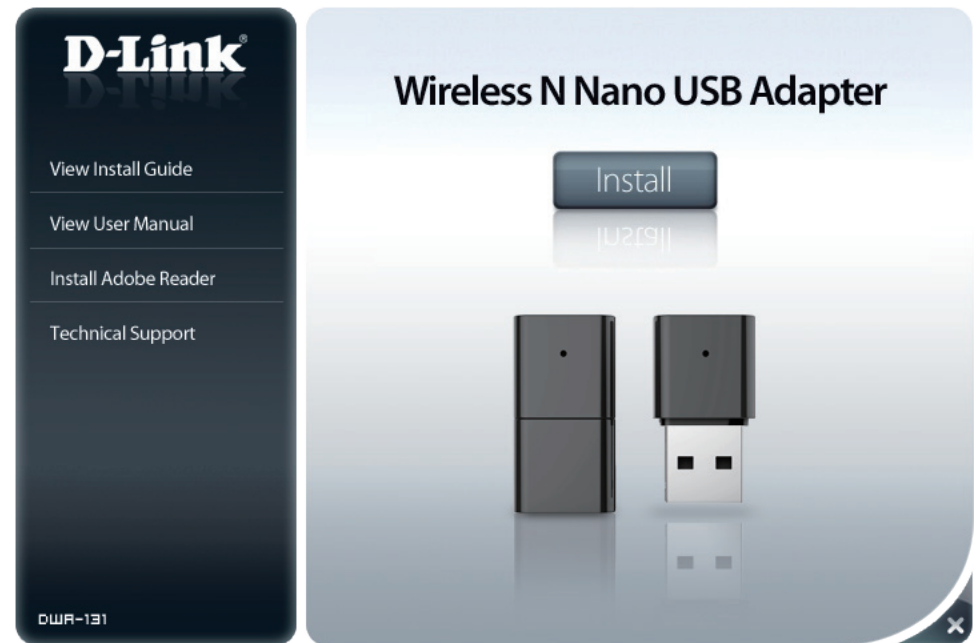 D-Link®
View Install Guide
View User Manual
Install Adobe Reader
Technical Support
DWA-131
Wireless N Nano USB Adapter
Install